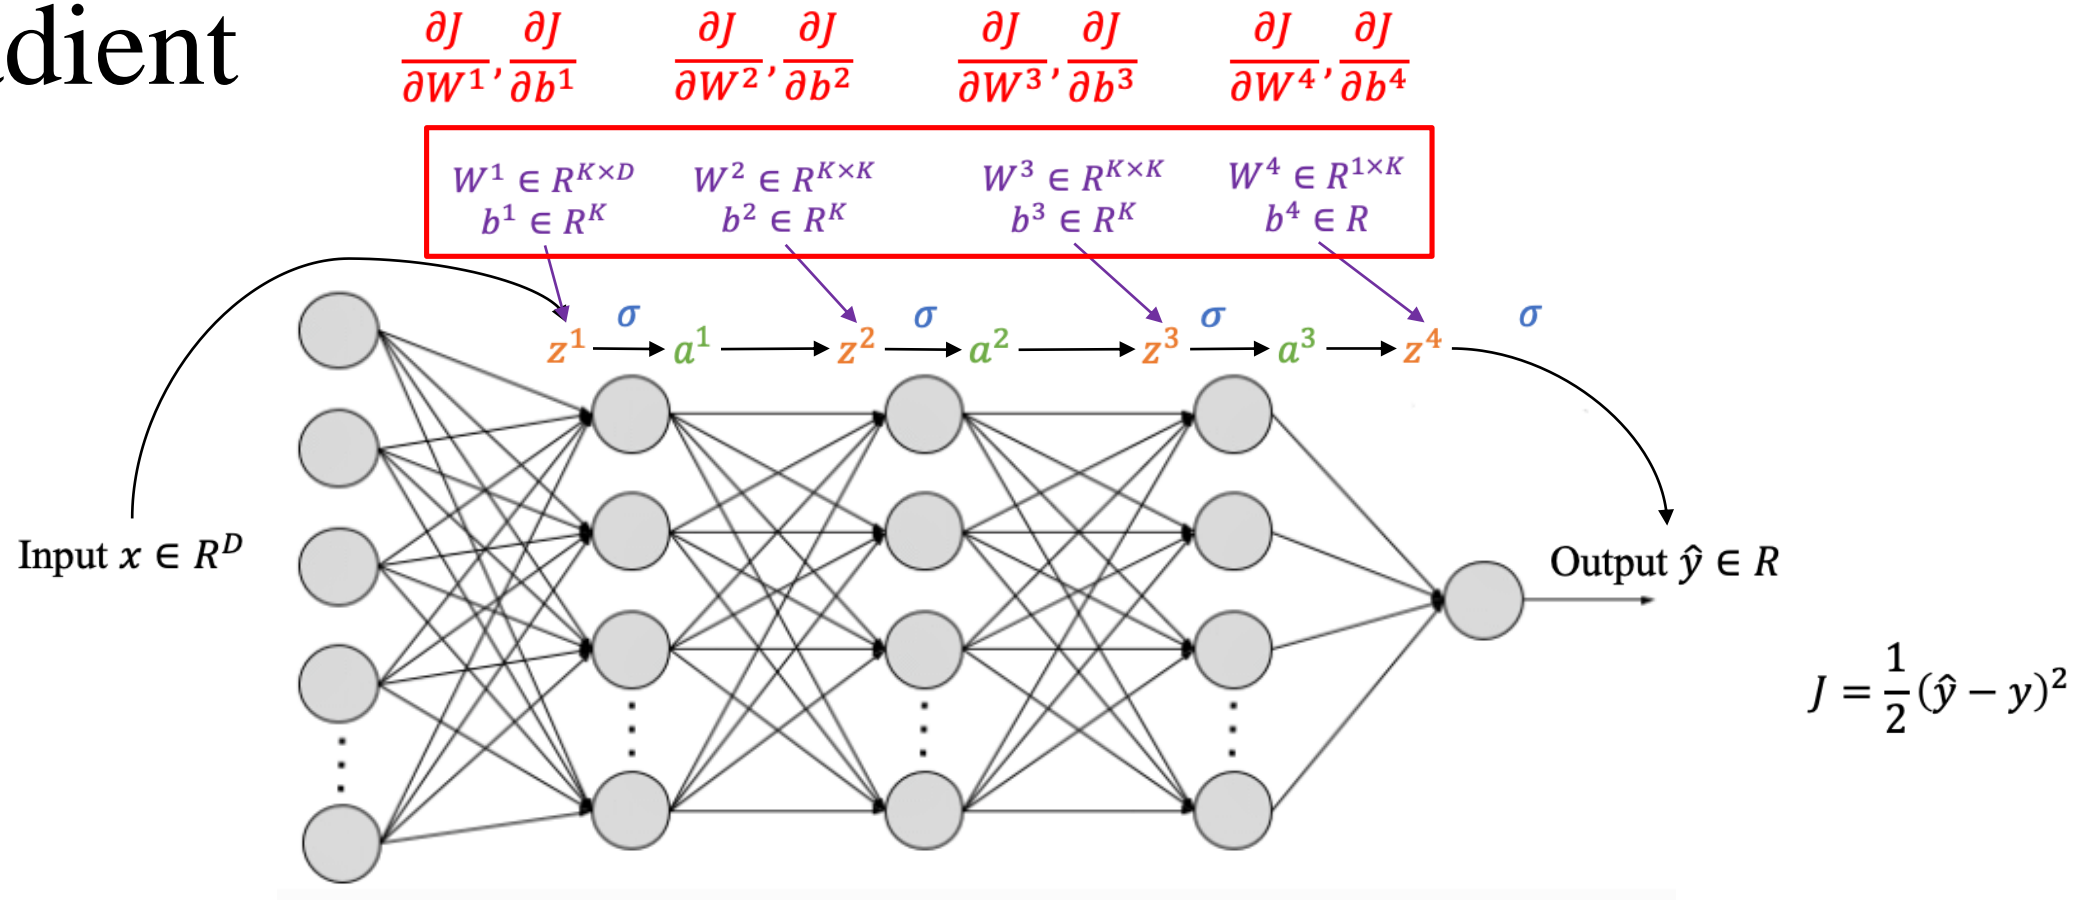 dient
∂J/∂W¹, ∂J/∂b¹ ∂J/∂W², ∂J/∂b² ∂J/∂W³, ∂J/∂b³ ∂J/∂W⁴, ∂J/∂b⁴
W¹ ∈ R^{K×D} W² ∈ R^{K×K} W³ ∈ R^{K×K} W⁴ ∈ R^{1×K}
b¹ ∈ R^K b² ∈ R^K b³ ∈ R^K b⁴ ∈ R
σ σ σ σ
z¹ a¹ z² a² z³ a³ z⁴
Input x ∈ R^D
Output ŷ ∈ R
J = 1/2 (ŷ − y)²